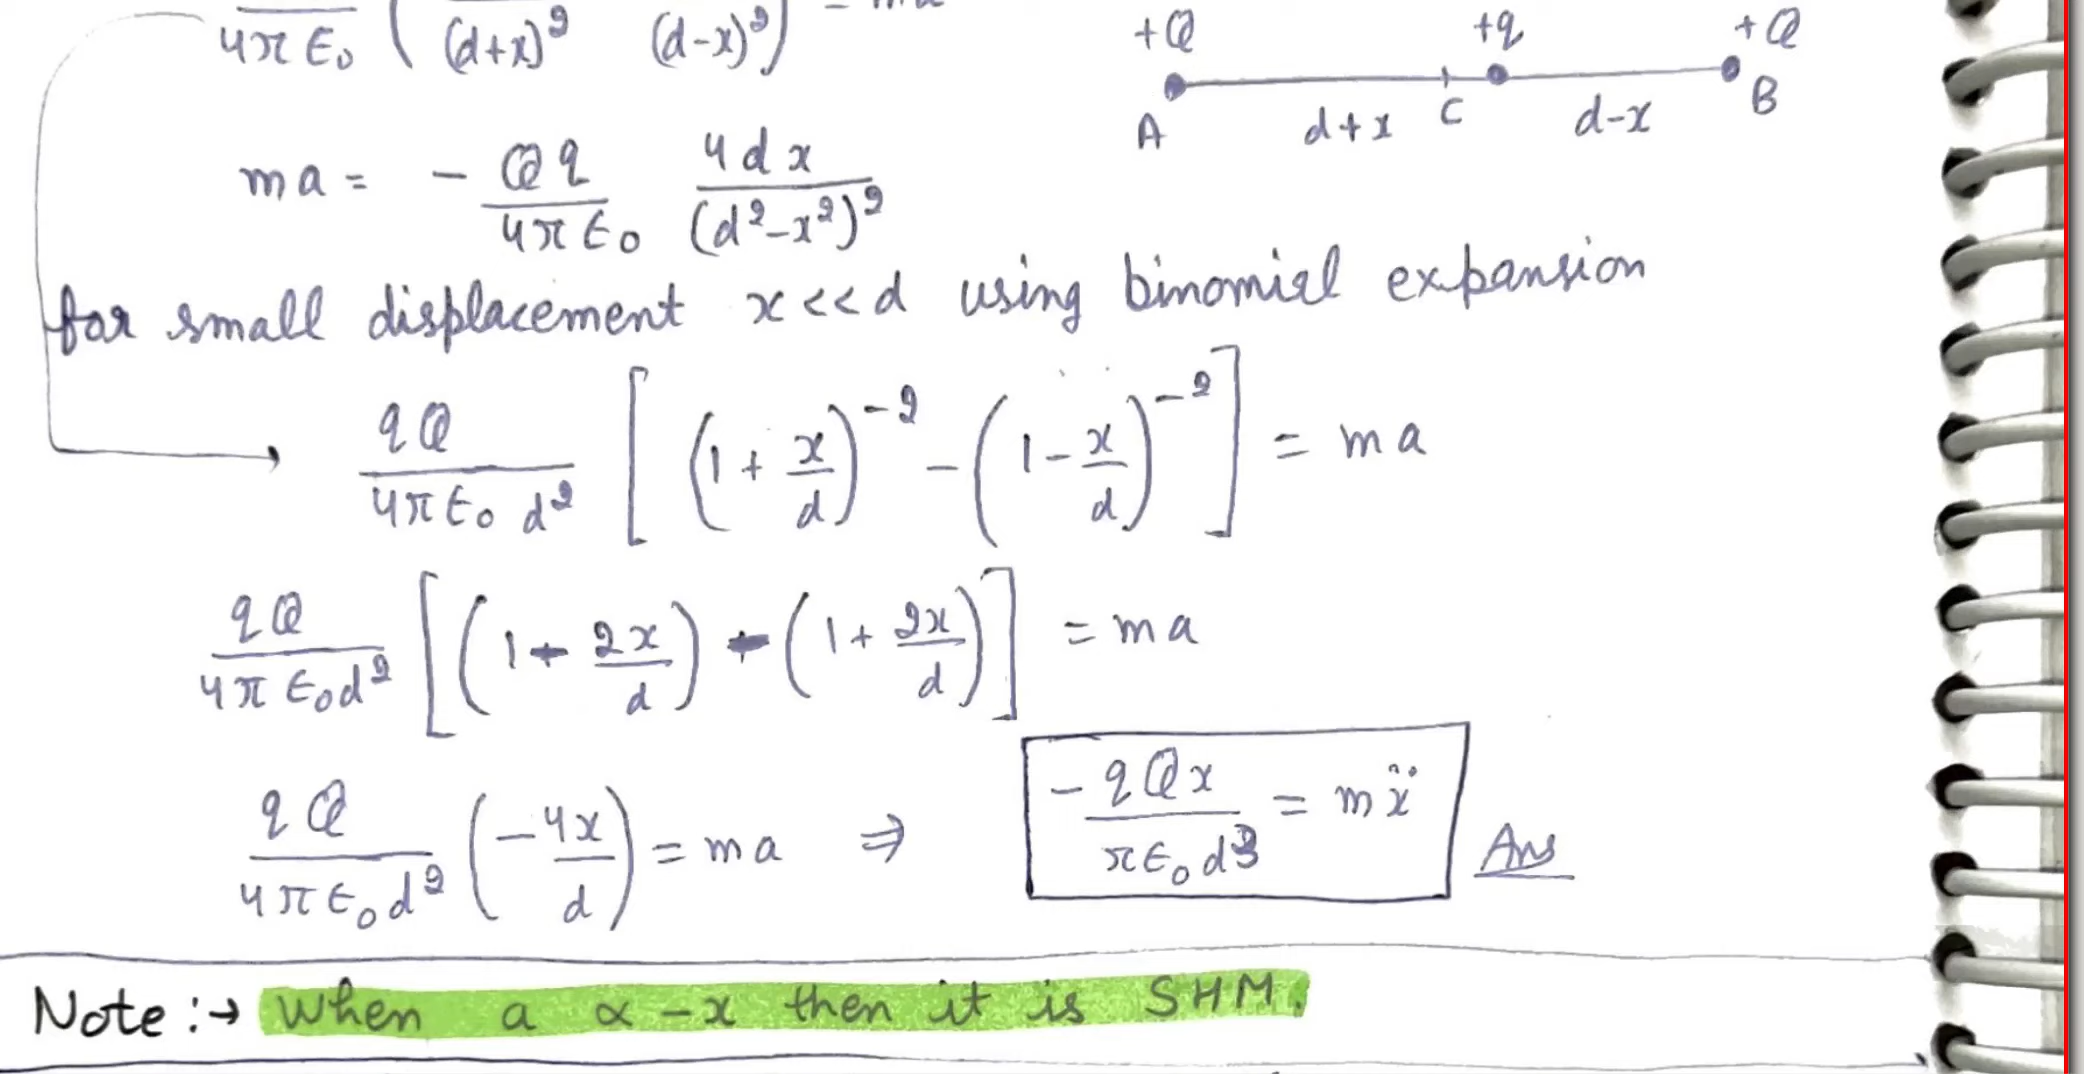 4πε₀ ( (d+x)² (d-x)² ) = ma
+Q +q +Q
A d+x C d-x B
ma = - Qq/4πε₀ 4dx/(d²-x²)²
for small displacement x<<d using binomial expansion
qQ/4πε₀d² [(1 + x/d)⁻² - (1 - x/d)⁻²] = ma
qQ/4πε₀d² [(1 - 2x/d) - (1 + 2x/d)] = ma
qQ/4πε₀d² (-4x/d) = ma ⇒ -qQx/πε₀d³ = mẍ Ans
Note :→ When a ∝ -x then it is SHM.